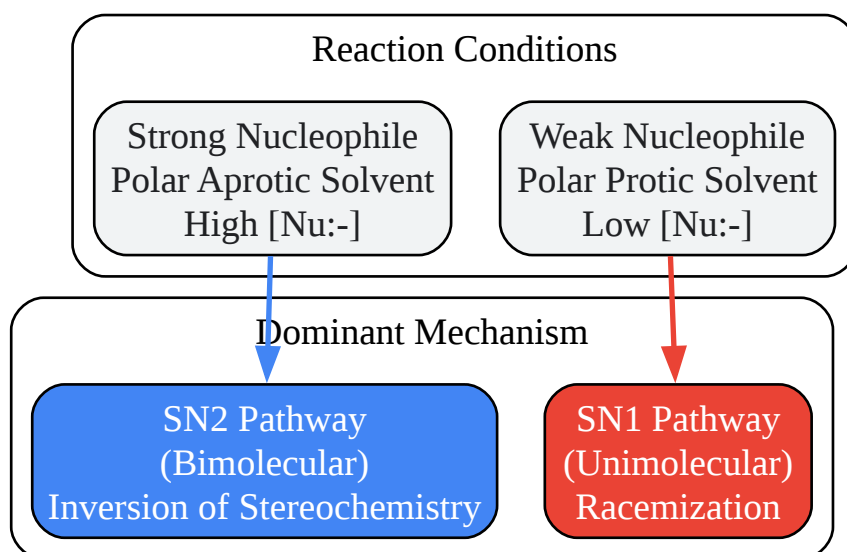 Reaction Conditions
Strong Nucleophile
Polar Aprotic Solvent
High [Nu:-]
Weak Nucleophile
Polar Protic Solvent
Low [Nu:-]
Dominant Mechanism
SN2 Pathway
(Bimolecular)
Inversion of Stereochemistry
SN1 Pathway
(Unimolecular)
Racemization